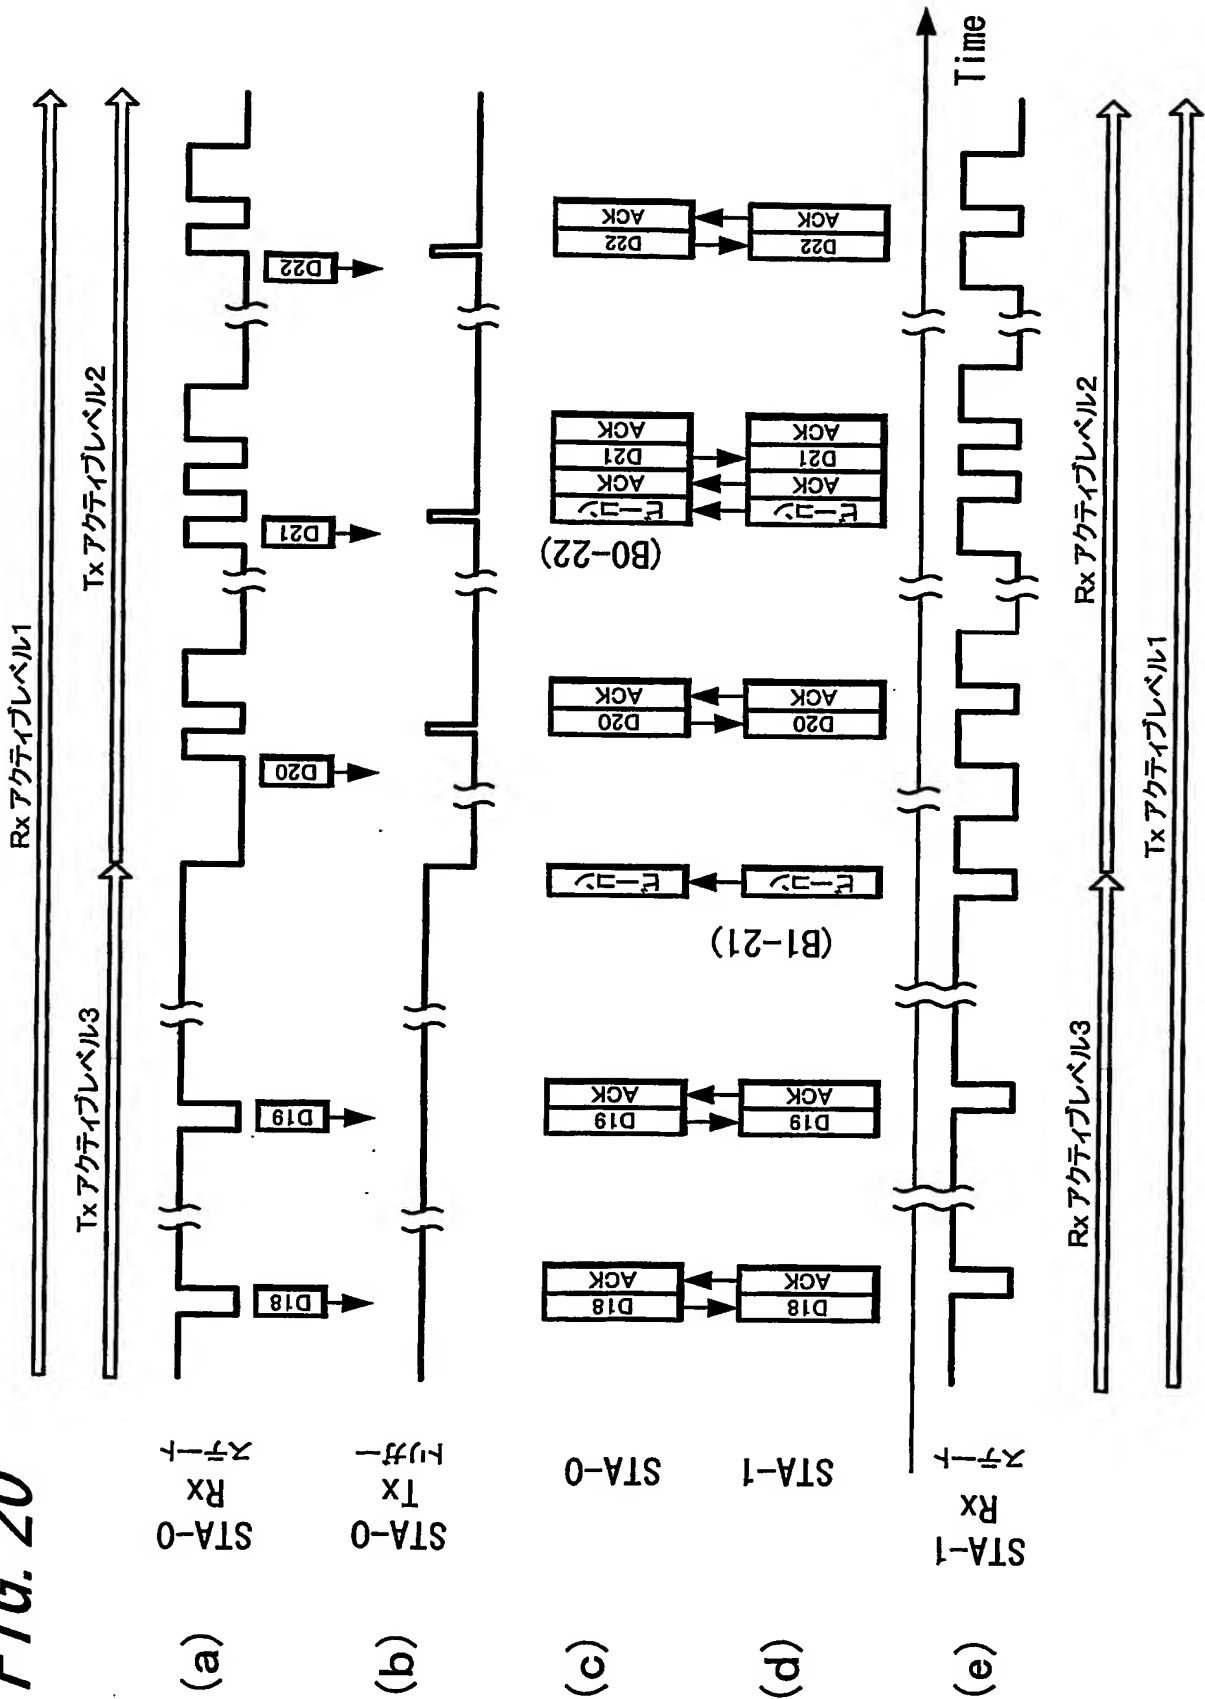 FIG. 20
Rx アクティブレベル1
Tx アクティブレベル3
Tx アクティブレベル2
(a)
STA-0
Rx
ステート
D18
D19
D20
D21
D22
(b)
STA-0
Tx
トリガー
(c)
STA-0
D18
ACK
D19
ACK
ビーコン
D20
ACK
(B0-22)
ビーコン
ACK
D21
ACK
D22
ACK
(d)
STA-1
D18
ACK
D19
ACK
(B1-21)
ビーコン
D20
ACK
ビーコン
ACK
D21
ACK
D22
ACK
Time
(e)
STA-1
Rx
ステート
Rx アクティブレベル3
Rx アクティブレベル2
Tx アクティブレベル1